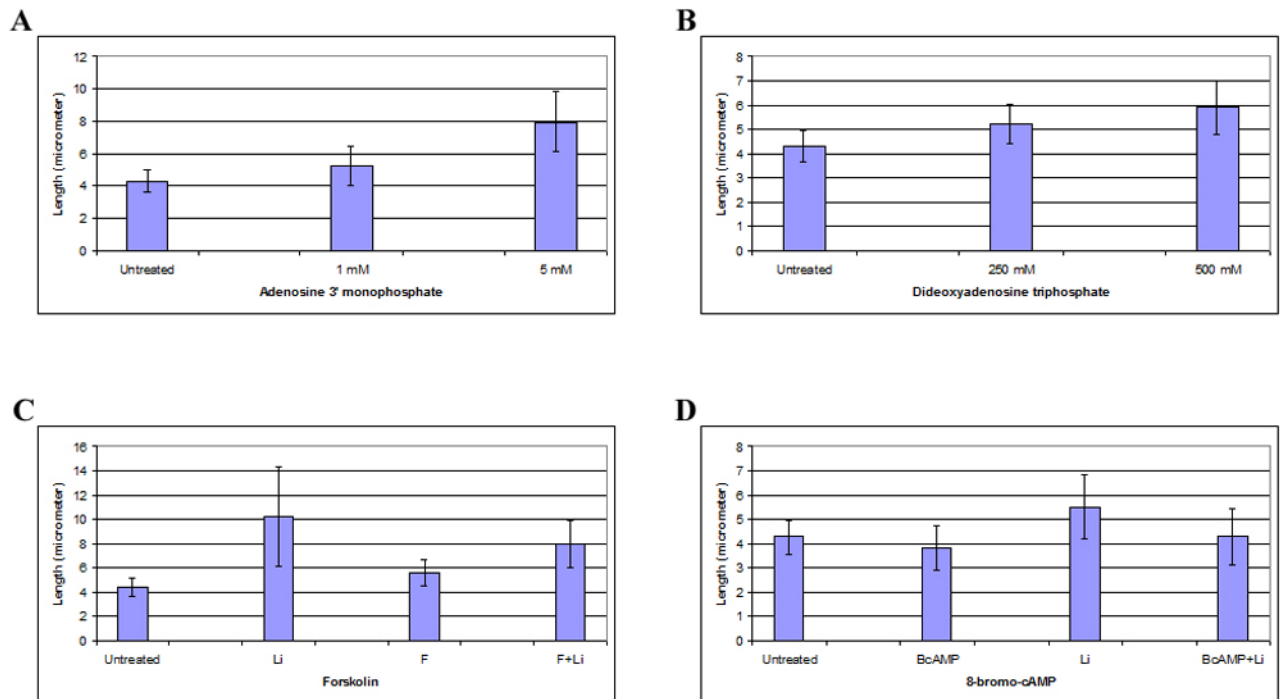 A
12
10
8
6
4
2
0
Length (micrometer)
Untreated 1 mM 5 mM
Adenosine 3' monophosphate
B
8
7
6
5
4
3
2
1
0
Length (micrometer)
Untreated 250 mM 500 mM
Dideoxyadenosine triphosphate
C
16
14
12
10
8
6
4
2
0
Length (micrometer)
Untreated Li F F+Li
Forskolin
D
8
7
6
5
4
3
2
1
0
Length (micrometer)
Untreated BcAMP Li BcAMP+Li
8-bromo-cAMP